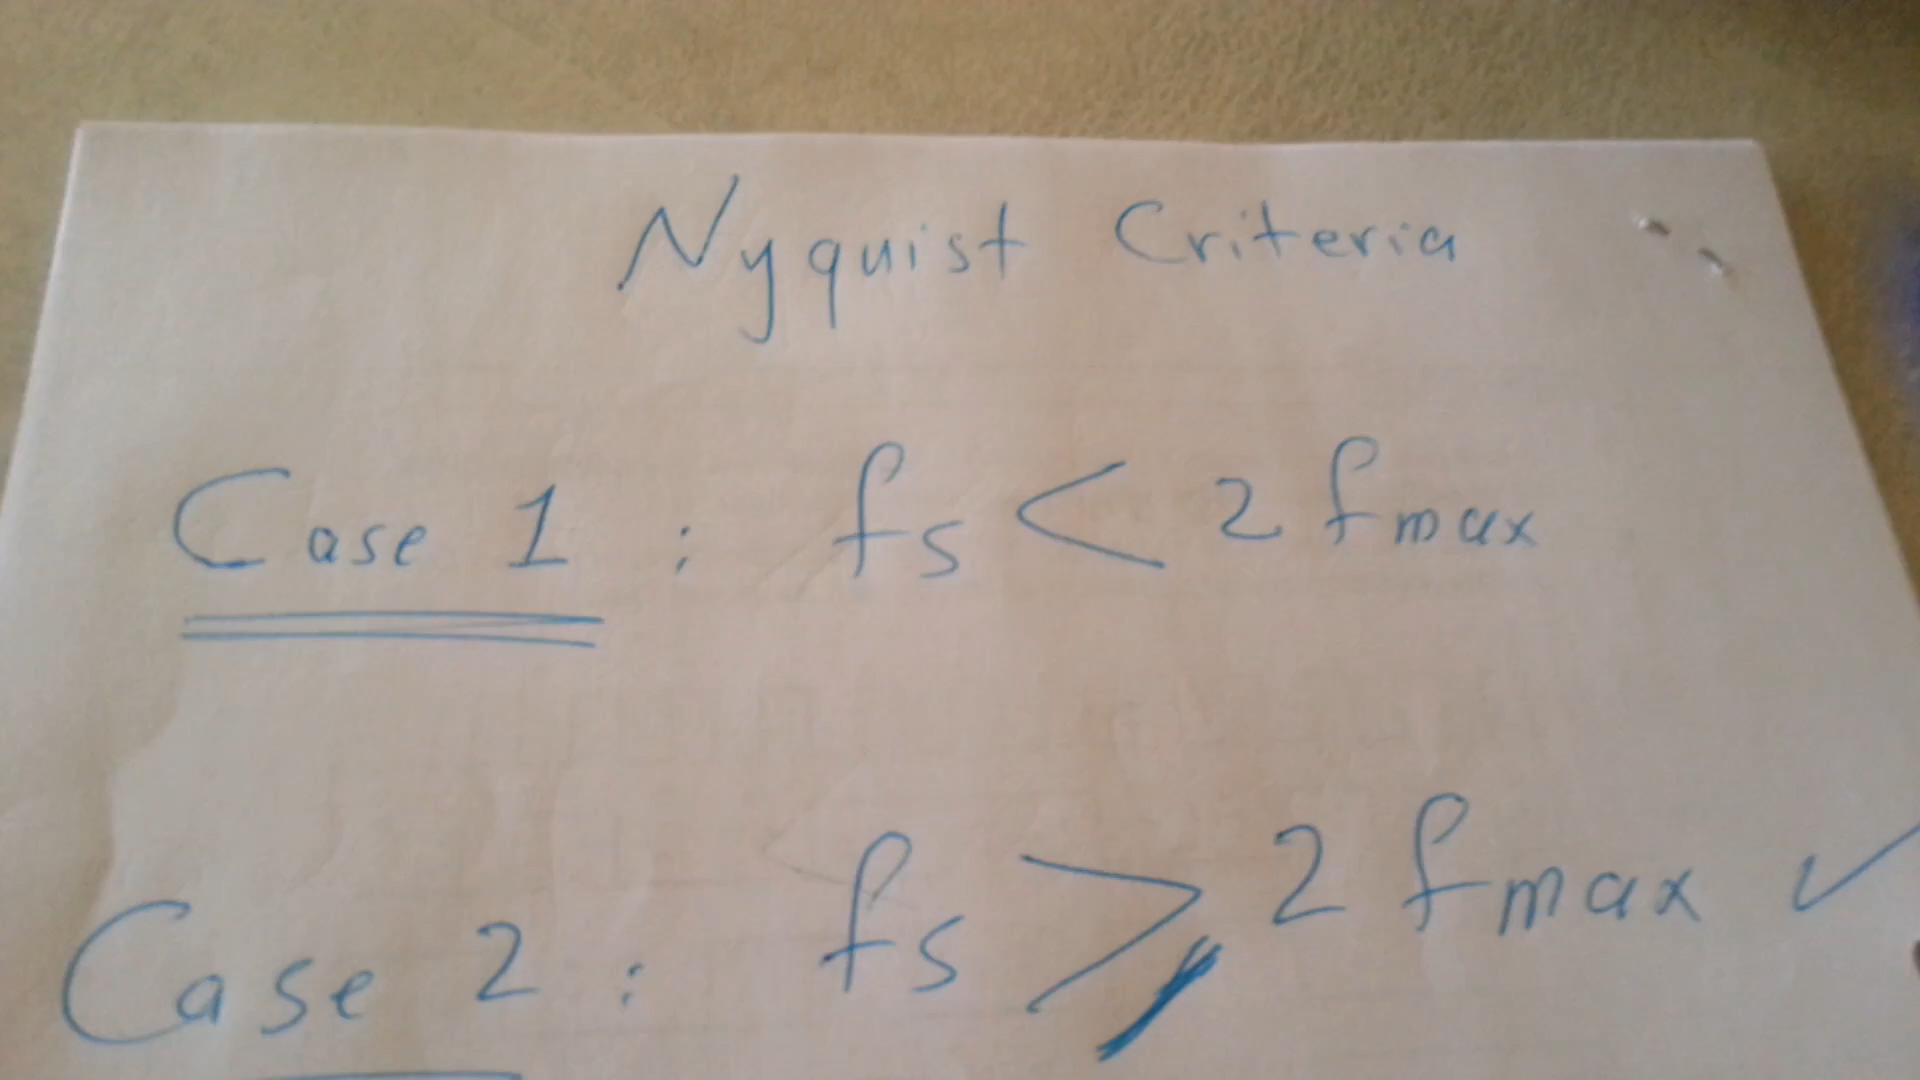 Nyquist Criteria
Case 1 : fs < 2 fmax
Case 2 : fs ⩾ 2 fmax ✓